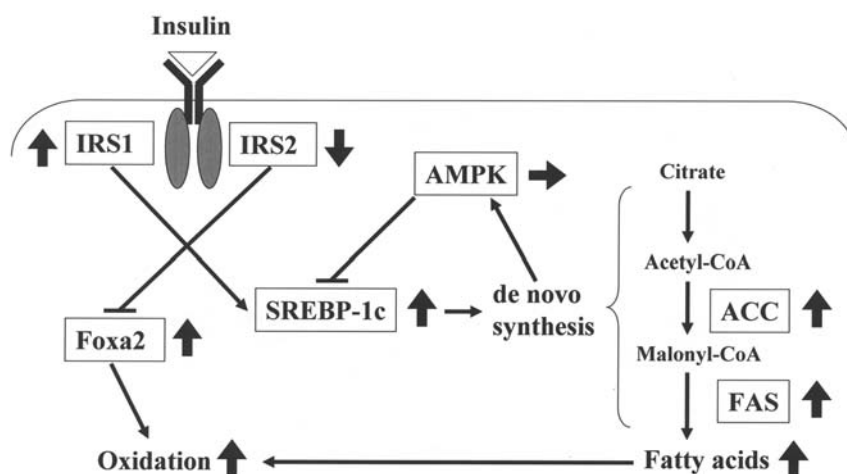 Insulin
IRS1
IRS2
AMPK
Citrate
Acetyl-CoA
SREBP-1c
de novo
synthesis
ACC
Foxa2
Malonyl-CoA
FAS
Oxidation
Fatty acids